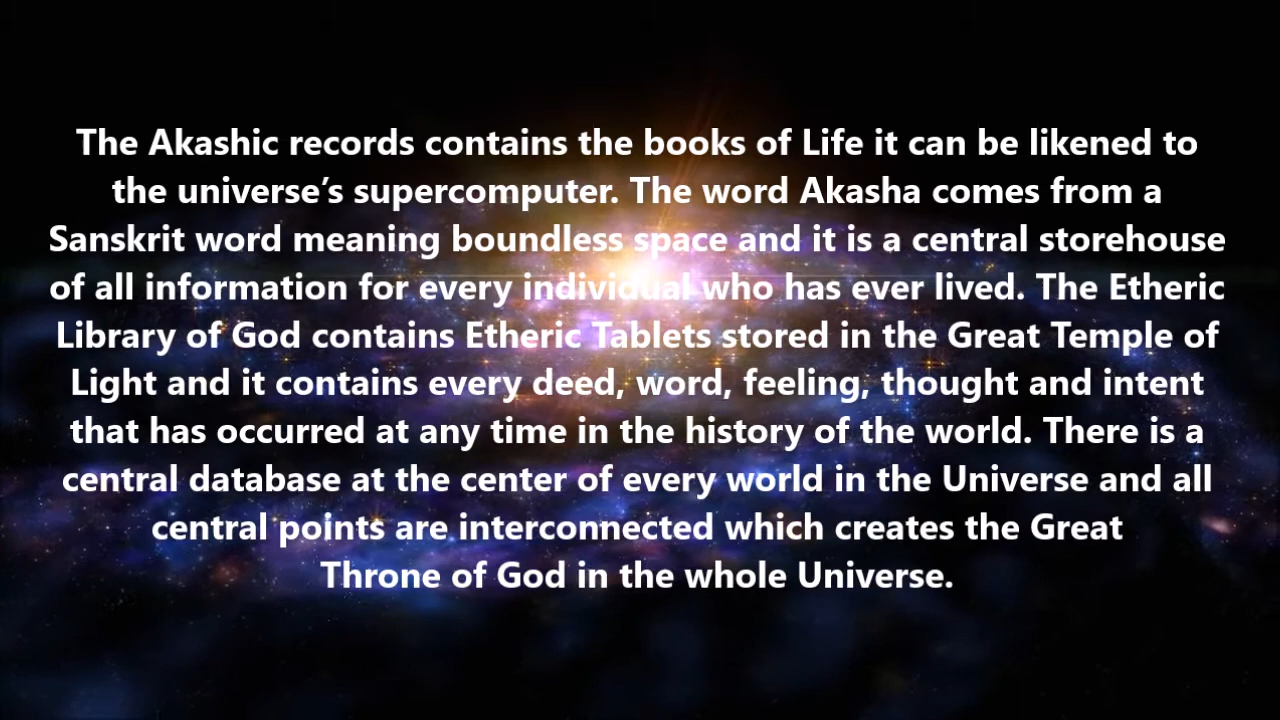 The Akashic records contains the books of Life it can be likened to
the universe’s supercomputer. The word Akasha comes from a
Sanskrit word meaning boundless space and it is a central storehouse
of all information for every individual who has ever lived. The Etheric
Library of God contains Etheric Tablets stored in the Great Temple of
Light and it contains every deed, word, feeling, thought and intent
that has occurred at any time in the history of the world. There is a
central database at the center of every world in the Universe and all
central points are interconnected which creates the Great
Throne of God in the whole Universe.